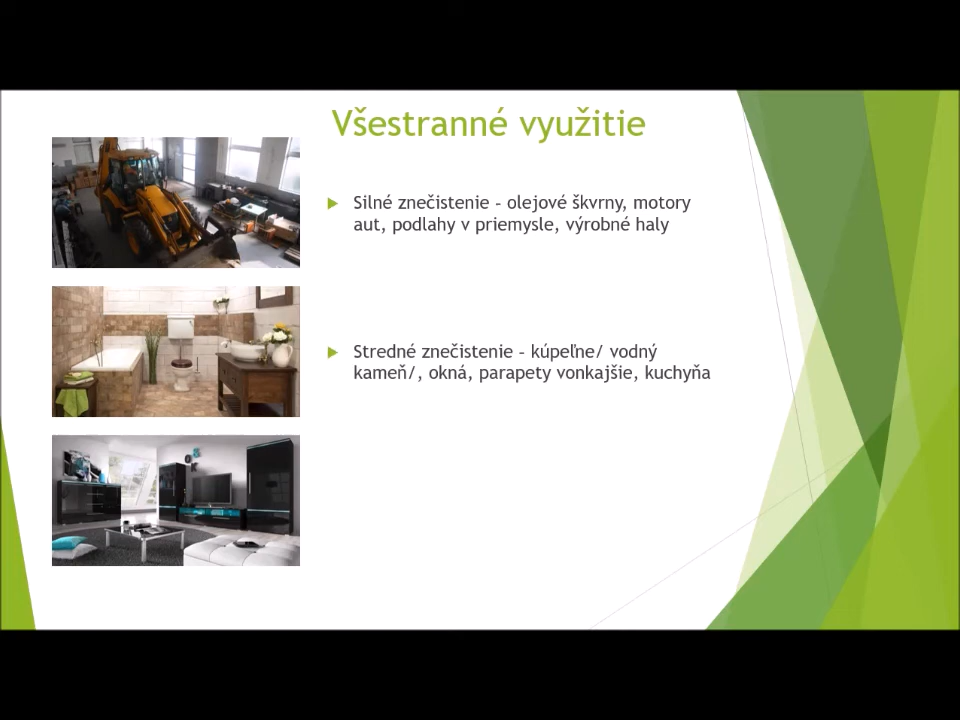 Všestranné využitie
Silné znečistenie - olejové škvrny, motory
aut, podlahy v priemysle, výrobné haly
Stredné znečistenie - kúpeľne/ vodný
kameň/, okná, parapety vonkajšie, kuchyňa